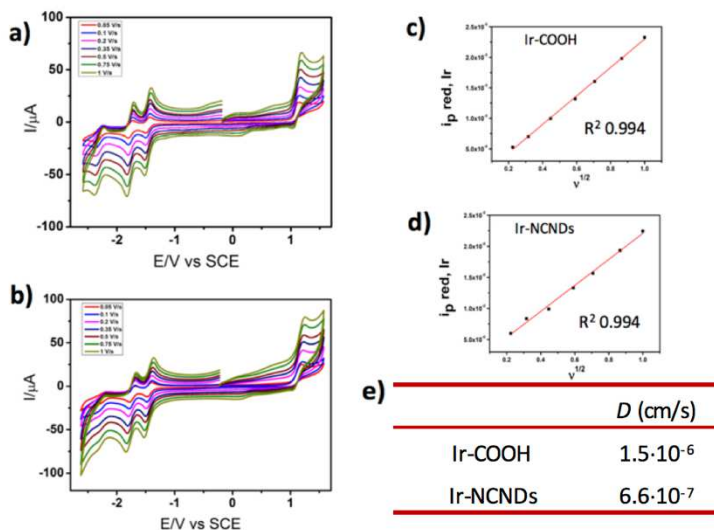 a)
0.05 V/s
0.1 V/s
0.2 V/s
0.35 V/s
0.5 V/s
0.75 V/s
1 V/s
100
50
0
-50
-100
I/µA
-2
-1
0
1
E/V vs SCE
b)
0.05 V/s
0.1 V/s
0.2 V/s
0.35 V/s
0.5 V/s
0.75 V/s
1 V/s
100
50
0
-50
-100
I/µA
-2
-1
0
1
E/V vs SCE
c)
Ir-COOH
R² 0.994
ip red, Ir
0.2
0.4
0.6
0.8
1.0
ν1/2
d)
Ir-NCNDs
R² 0.994
ip red, Ir
0.2
0.4
0.6
0.8
1.0
ν1/2
e)
D (cm/s)
Ir-COOH 1.5·10⁻⁶
Ir-NCNDs 6.6·10⁻⁷